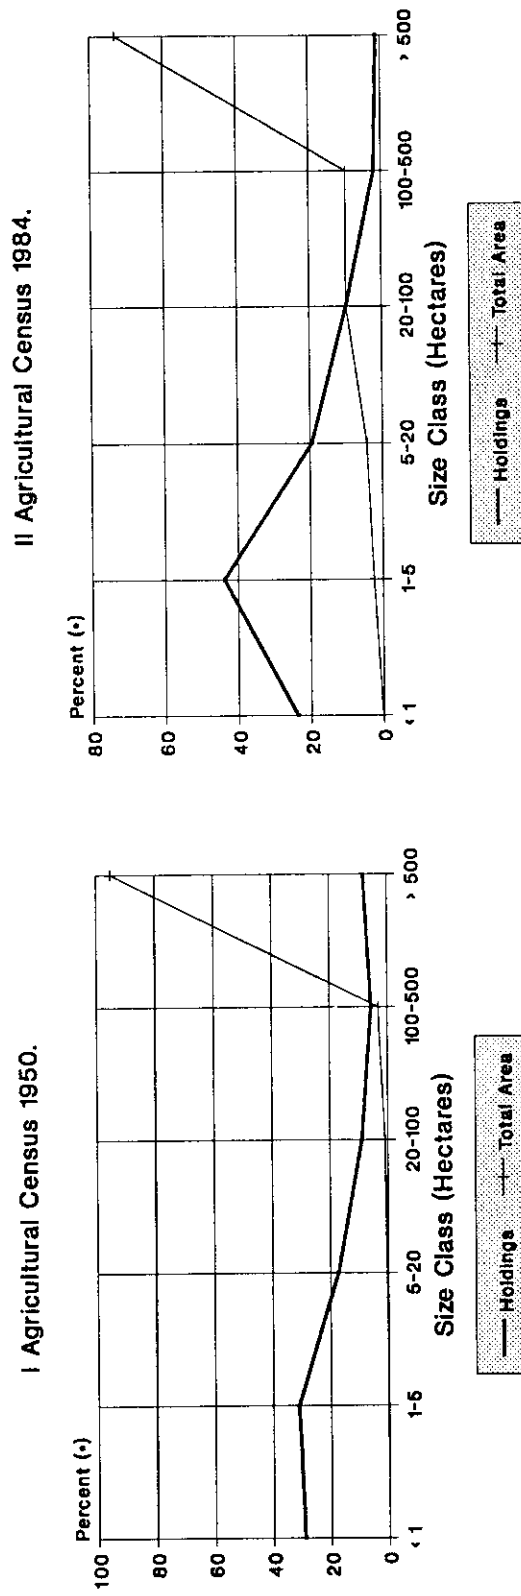 I Agricultural Census 1950.
Percent (*)
100
80
60
40
20
0
< 1
1-5
5-20
20-100
100-500
> 500
Size Class (Hectares)
Holdings
Total Area
II Agricultural Census 1984.
Percent (*)
80
60
40
20
0
< 1
1-5
5-20
20-100
100-500
> 500
Size Class (Hectares)
Holdings
Total Area